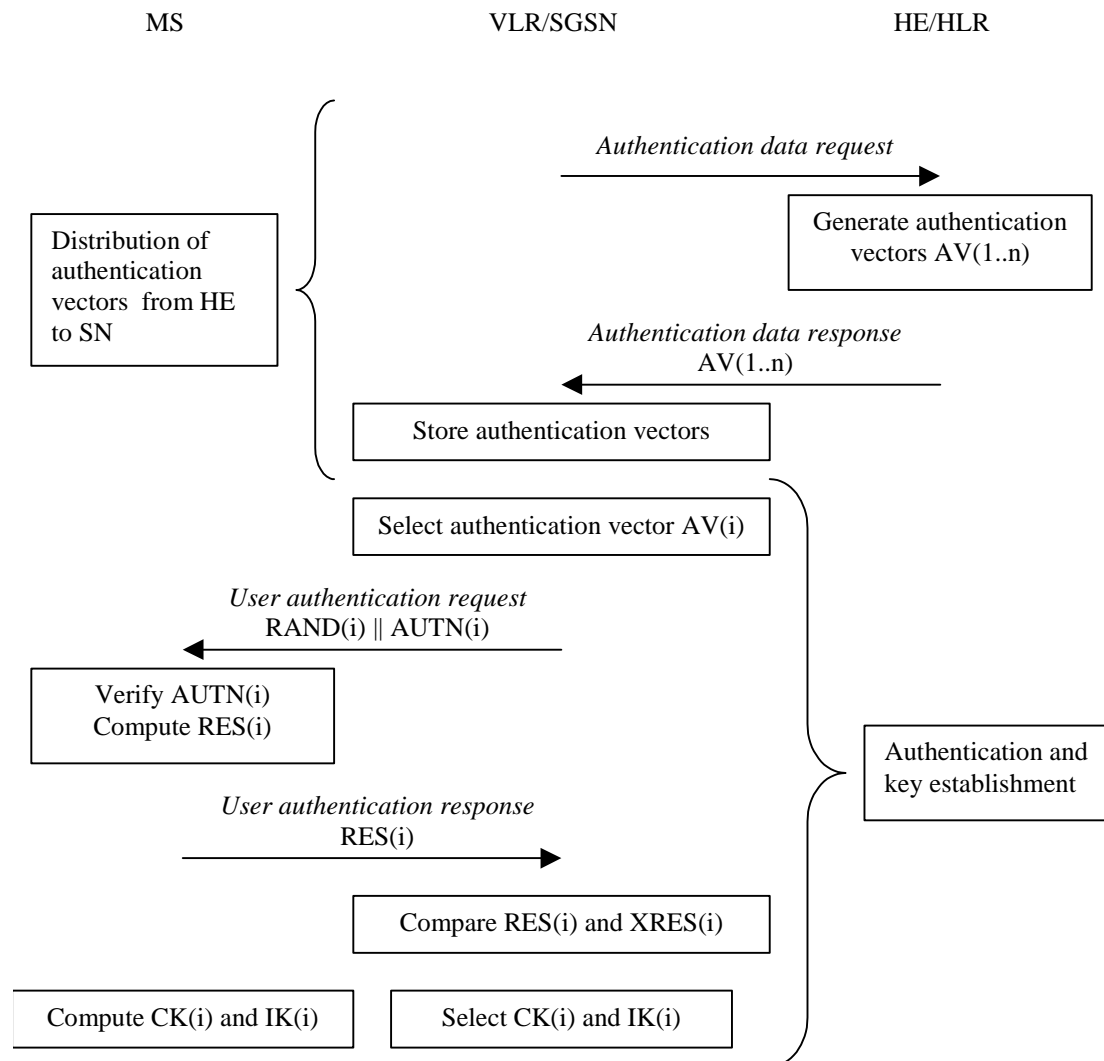 MS
VLR/SGSN
HE/HLR
Authentication data request
Generate authentication
vectors AV(1..n)
Distribution of
authentication
vectors from HE
to SN
Authentication data response
AV(1..n)
Store authentication vectors
Select authentication vector AV(i)
User authentication request
RAND(i) || AUTN(i)
Verify AUTN(i)
Compute RES(i)
Authentication and
key establishment
User authentication response
RES(i)
Compare RES(i) and XRES(i)
Compute CK(i) and IK(i)
Select CK(i) and IK(i)